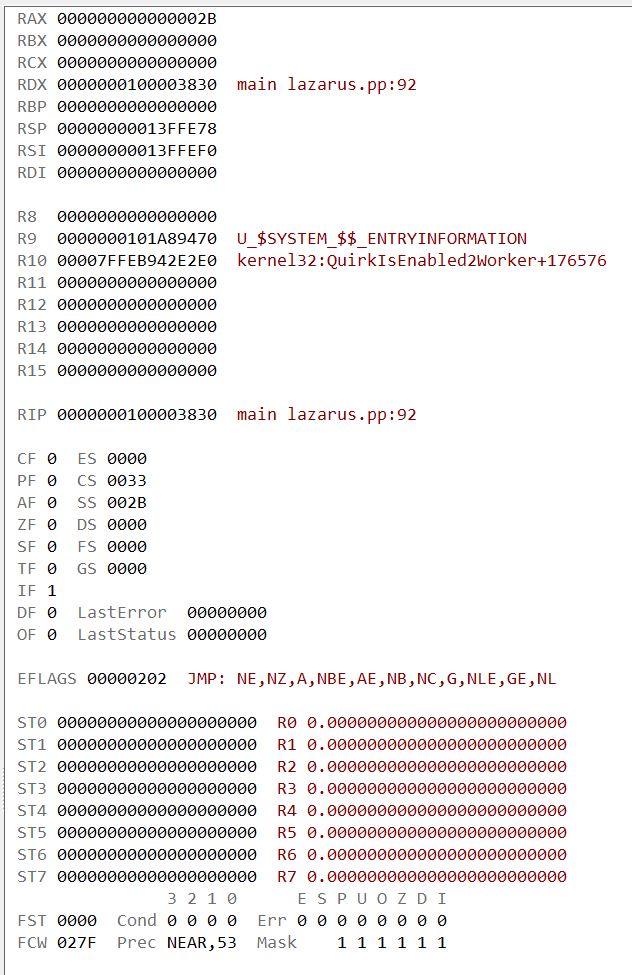 RAX 000000000000002B
RBX 0000000000000000
RCX 0000000000000000
RDX 0000000100003830  main lazarus.pp:92
RBP 0000000000000000
RSP 00000000013FFE78
RSI 00000000013FFEF0
RDI 0000000000000000
R8  0000000000000000
R9  0000000101A89470  U_$SYSTEM_$$_ENTRYINFORMATION
R10 00007FFEB942E2E0  kernel32:QuirkIsEnabled2Worker+176576
R11 0000000000000000
R12 0000000000000000
R13 0000000000000000
R14 0000000000000000
R15 0000000000000000
RIP 0000000100003830  main lazarus.pp:92
CF 0  ES 0000
PF 0  CS 0033
AF 0  SS 002B
ZF 0  DS 0000
SF 0  FS 0000
TF 0  GS 0000
IF 1
DF 0  LastError  00000000
OF 0  LastStatus 00000000
EFLAGS 00000202  JMP: NE,NZ,A,NBE,AE,NB,NC,G,NLE,GE,NL
ST0 00000000000000000000  R0 0.000000000000000000000000
ST1 00000000000000000000  R1 0.000000000000000000000000
ST2 00000000000000000000  R2 0.000000000000000000000000
ST3 00000000000000000000  R3 0.000000000000000000000000
ST4 00000000000000000000  R4 0.000000000000000000000000
ST5 00000000000000000000  R5 0.000000000000000000000000
ST6 00000000000000000000  R6 0.000000000000000000000000
ST7 00000000000000000000  R7 0.000000000000000000000000
3 2 1 0      E S P U O Z D I
FST 0000  Cond 0 0 0 0  Err 0 0 0 0 0 0 0 0
FCW 027F  Prec NEAR,53  Mask    1 1 1 1 1 1